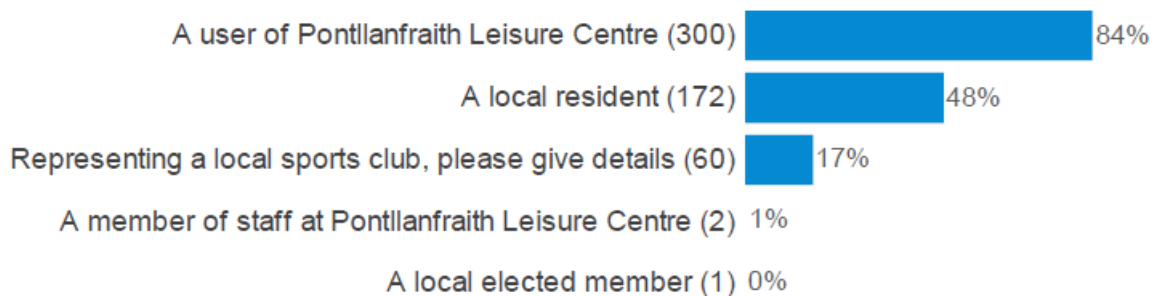 A user of Pontllanfraith Leisure Centre (300) 84%
A local resident (172) 48%
Representing a local sports club, please give details (60) 17%
A member of staff at Pontllanfraith Leisure Centre (2) 1%
A local elected member (1) 0%